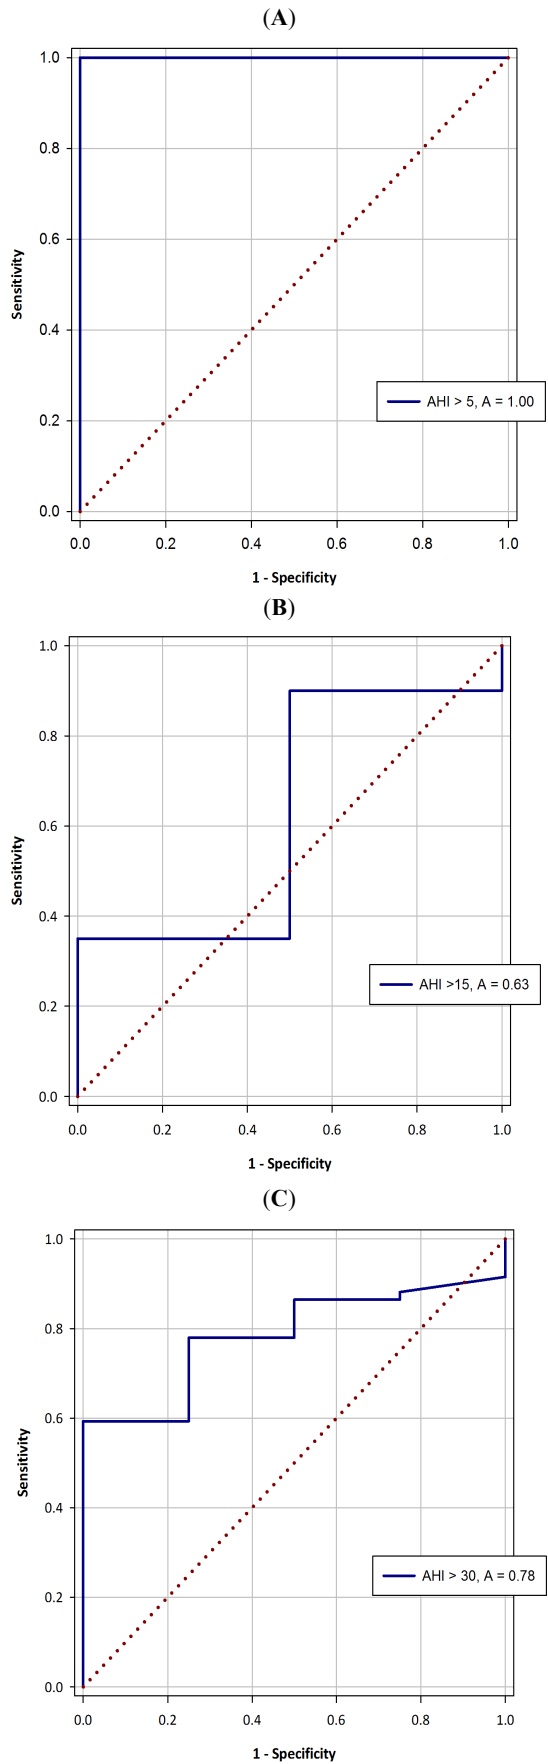 (A)
1.0
0.8
0.6
0.4
0.2
0.0
Sensitivity
AHI > 5, A = 1.00
0.0 0.2 0.4 0.6 0.8 1.0
1 - Specificity
(B)
1.0
0.8
0.6
0.4
0.2
0.0
Sensitivity
AHI >15, A = 0.63
0.0 0.2 0.4 0.6 0.8 1.0
1 - Specificity
(C)
1.0
0.8
0.6
0.4
0.2
0.0
Sensitivity
AHI > 30, A = 0.78
0.0 0.2 0.4 0.6 0.8 1.0
1 - Specificity